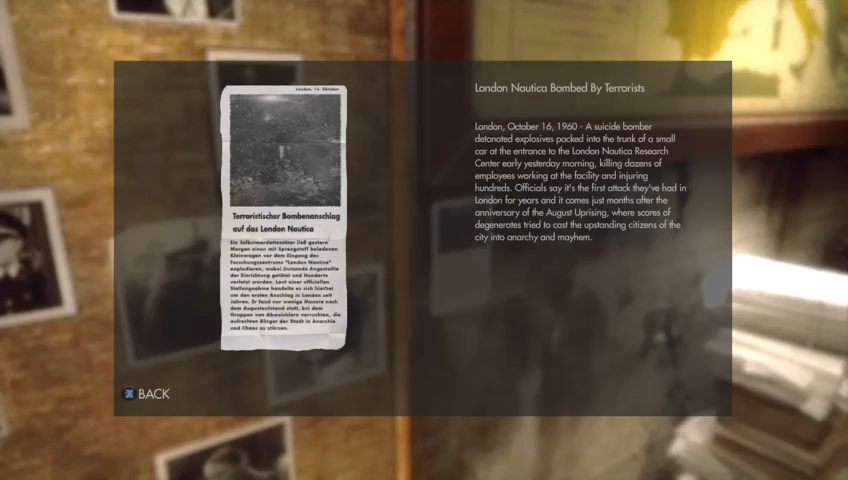 London, 16. Oktober
Terroristischer Bombenanschlag
auf das London Nautica
Ein Selbstmordattentäter ließ gestern
Morgen einen mit Sprengstoff beladenen
Kleinwagen vor dem Eingang des
Forschungszentrums "London Nautica"
explodieren, wobei Dutzende Angestellte
der Einrichtung getötet und Hunderte
verletzt wurden. Laut einer offiziellen
Stellungnahme handelte es sich hierbei
um den ersten Anschlag in London seit
Jahren. Er fand nur wenige Monate nach
dem Augustaufstand statt, bei dem
Gruppen von Abweichlern versuchten, die
aufrechten Bürger der Stadt in Anarchie
und Chaos zu stürzen.
London Nautica Bombed By Terrorists
London, October 16, 1960 - A suicide bomber
detonated explosives packed into the trunk of a small
car at the entrance to the London Nautica Research
Center early yesterday morning, killing dozens of
employees working at the facility and injuring
hundreds. Officials say it's the first attack they've had in
London for years and it comes just months after the
anniversary of the August Uprising, where scores of
degenerates tried to cast the upstanding citizens of the
city into anarchy and mayhem.
X BACK